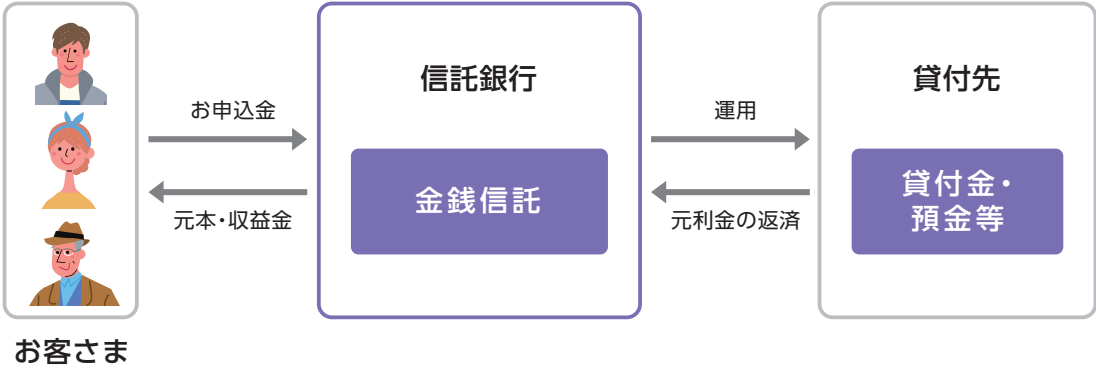 信託銀行
貸付先
お申込金
運用
金銭信託
貸付金・
預金等
元本・収益金
元利金の返済
お客さま